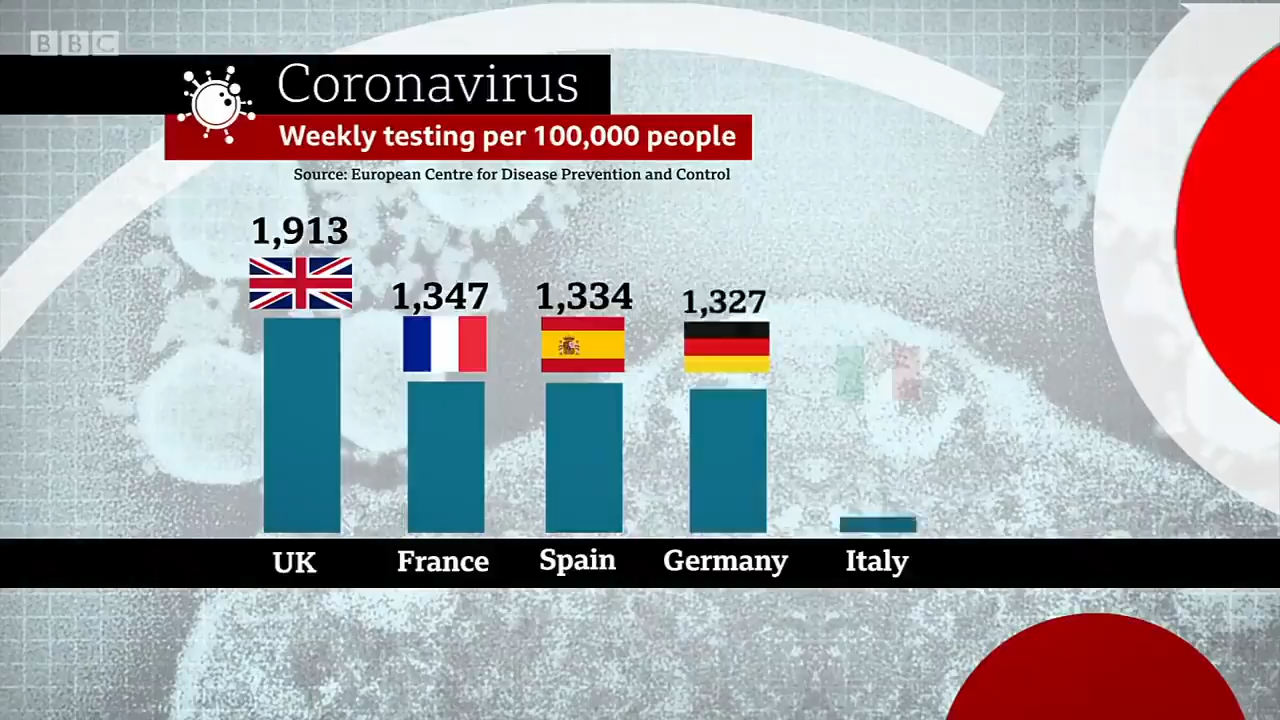 BBC
Coronavirus
Weekly testing per 100,000 people
Source: European Centre for Disease Prevention and Control
1,913
1,347
1,334
1,327
UK
France
Spain
Germany
Italy